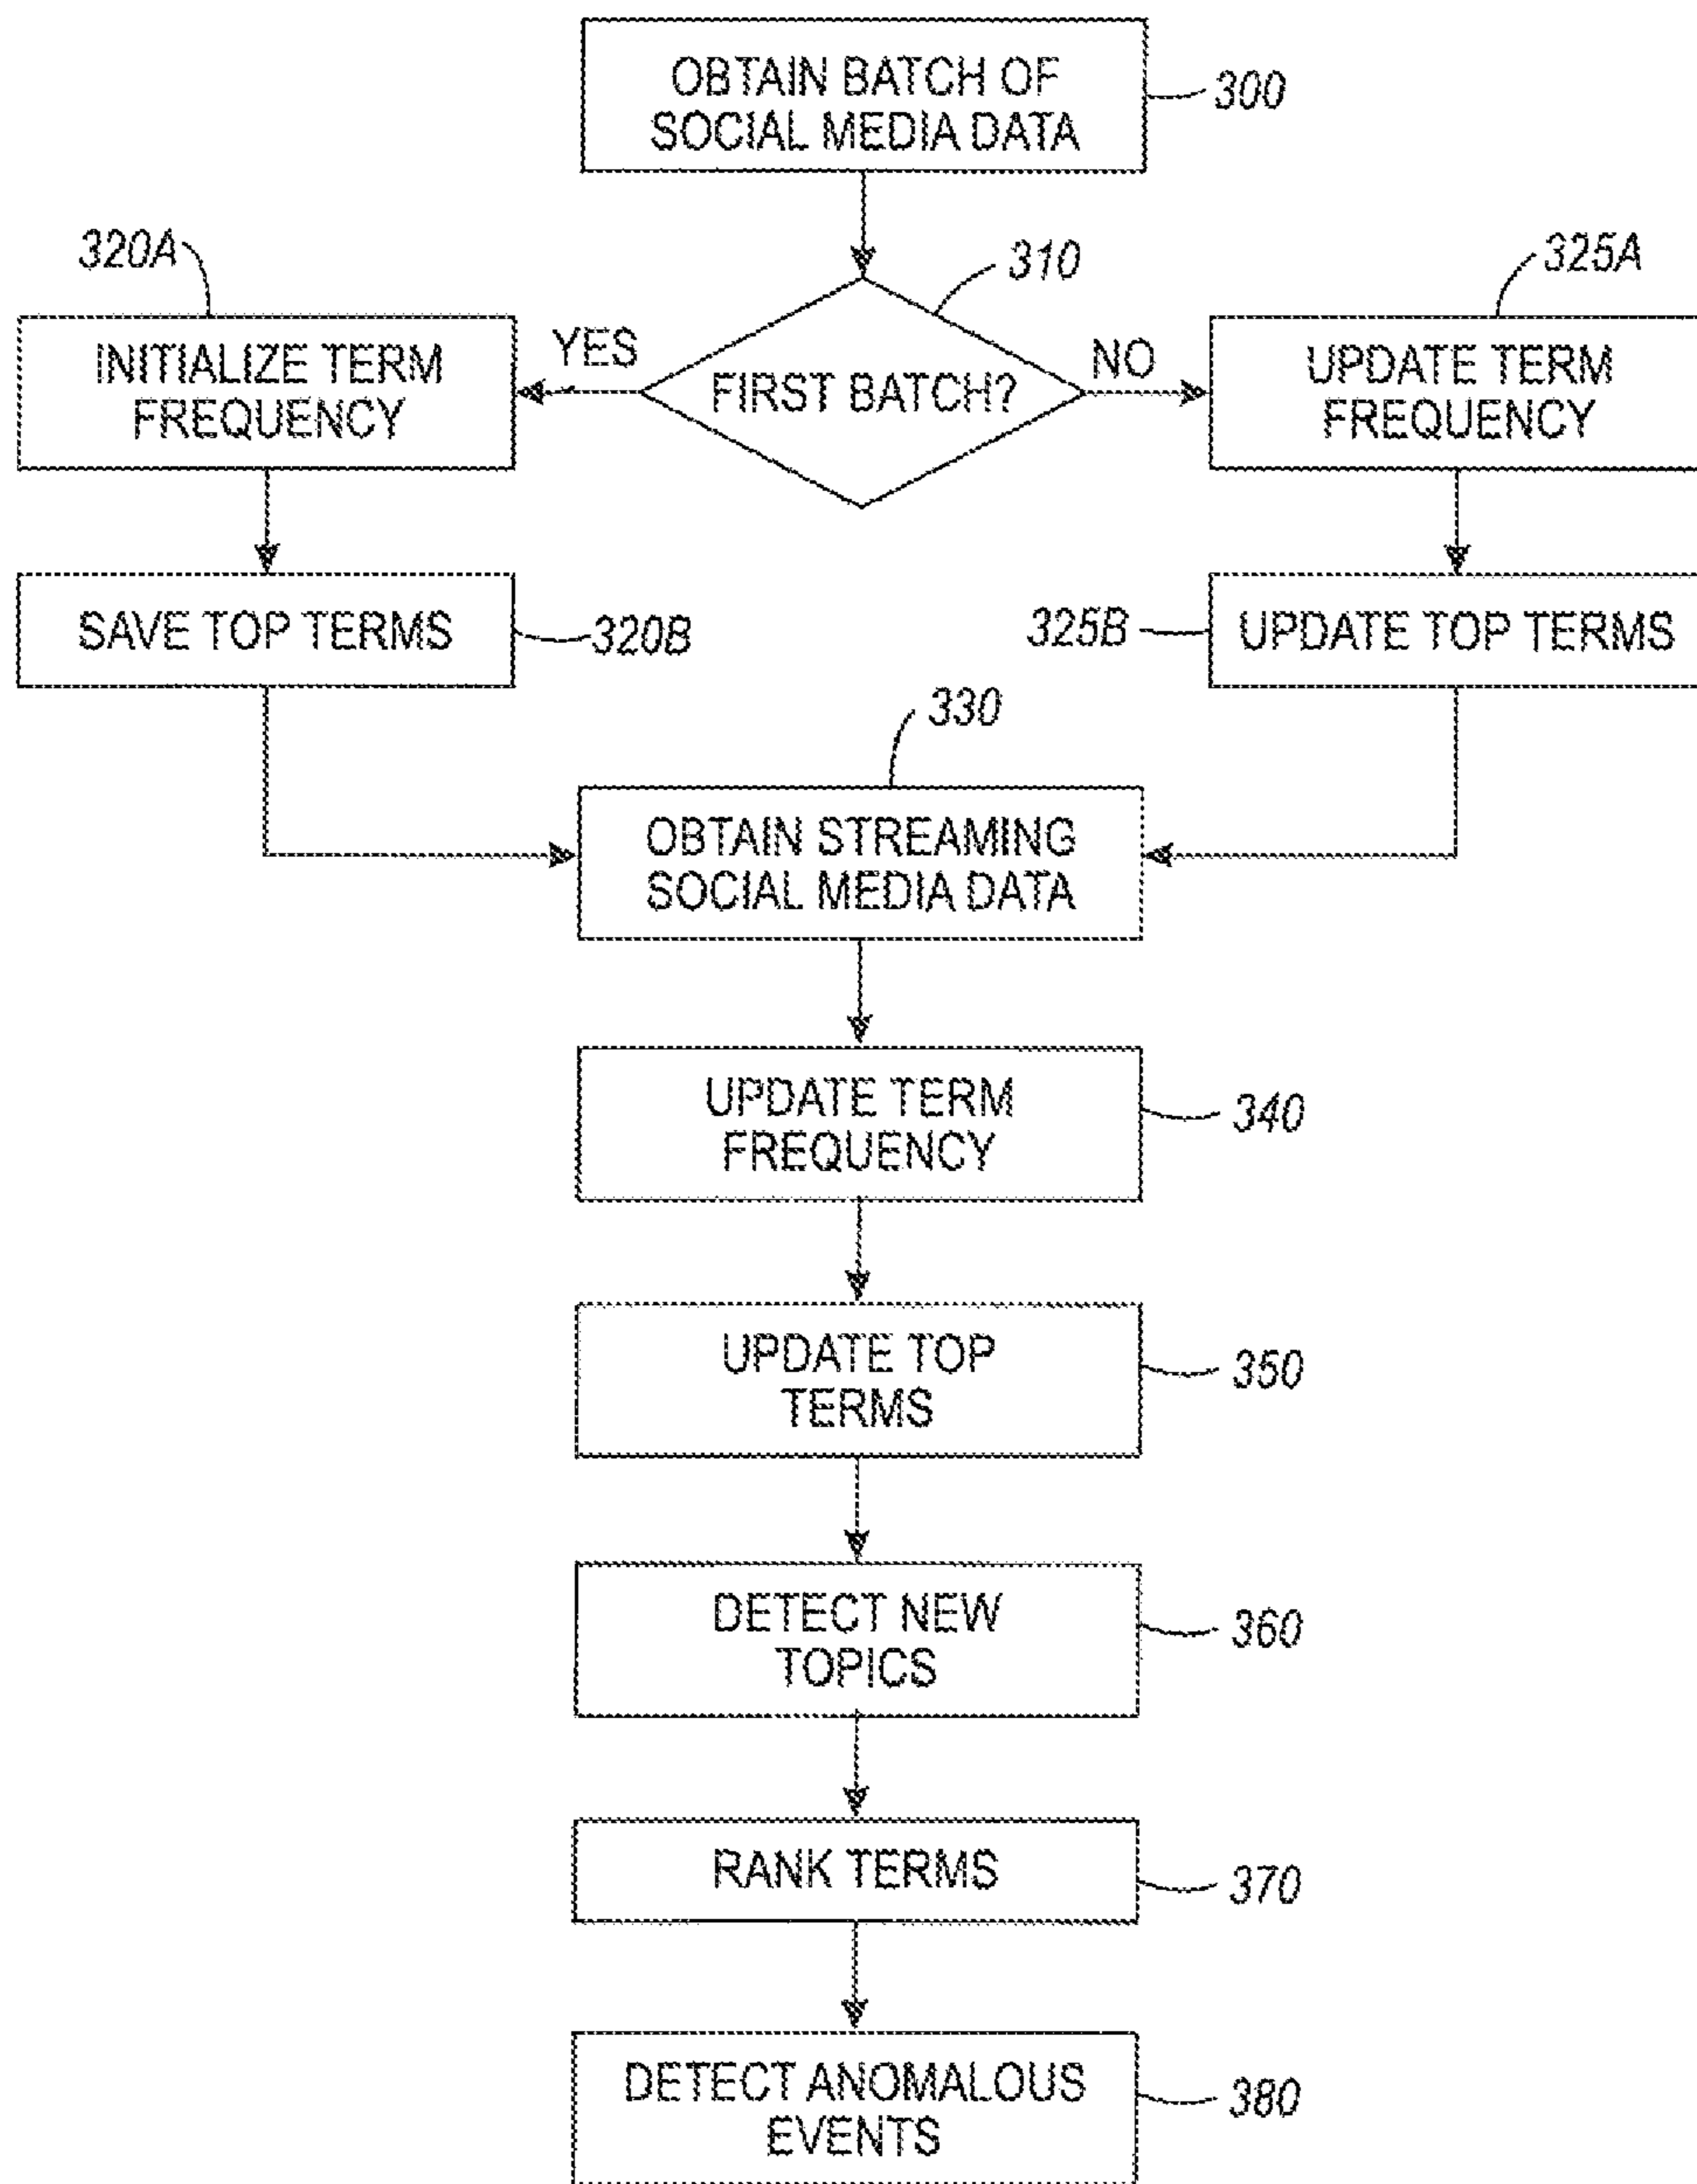 OBTAIN BATCH OF
SOCIAL MEDIA DATA
300
320A
310
325A
INITIALIZE TERM
FREQUENCY
YES
FIRST BATCH?
NO
UPDATE TERM
FREQUENCY
SAVE TOP TERMS
320B
325B
UPDATE TOP TERMS
330
OBTAIN STREAMING
SOCIAL MEDIA DATA
UPDATE TERM
FREQUENCY
340
UPDATE TOP
TERMS
350
DETECT NEW
TOPICS
360
RANK TERMS
370
DETECT ANOMALOUS
EVENTS
380